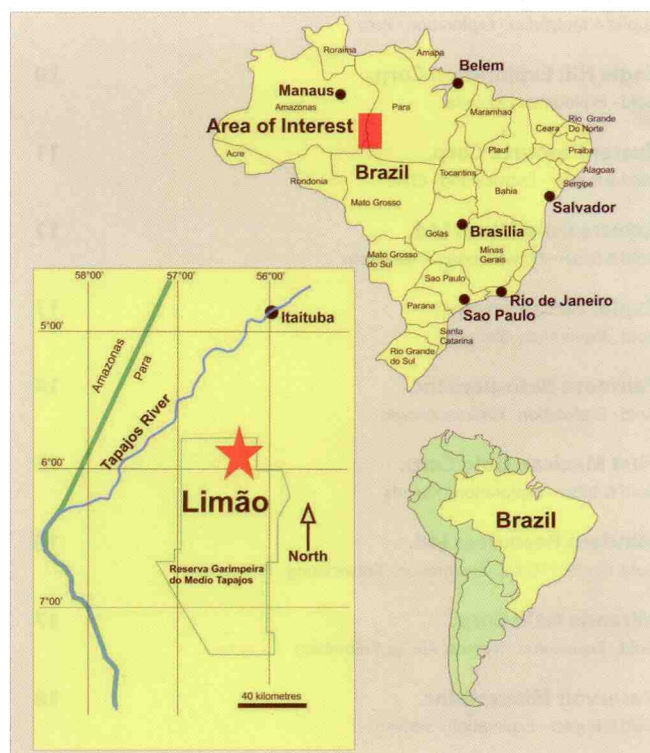 Roraima
Amapa
Manaus
Belem
Amazonas
Para
Maramhao
Rio Grande
Do Norte
Area of Interest
Ceara
Praiba
Acre
Brazil
Tocantins
Plauf
Alagoas
Rondonia
Bahia
Sergipe
Mato Grosso
Salvador
Golas
Brasilia
Mato Grosso
do Sul
Minas
Gerais
Sao Paulo
Parana
Rio de Janeiro
Sao Paulo
Santa
Catarina
Rio Grande
do Sul
58°00'
57°00'
56°00'
5°00'
Itaituba
Amazonas
Para
Tapajos River
6°00'
Limão
North
Reserva Garimpeira
do Medio Tapajos
7°00'
40 kilometres
Brazil